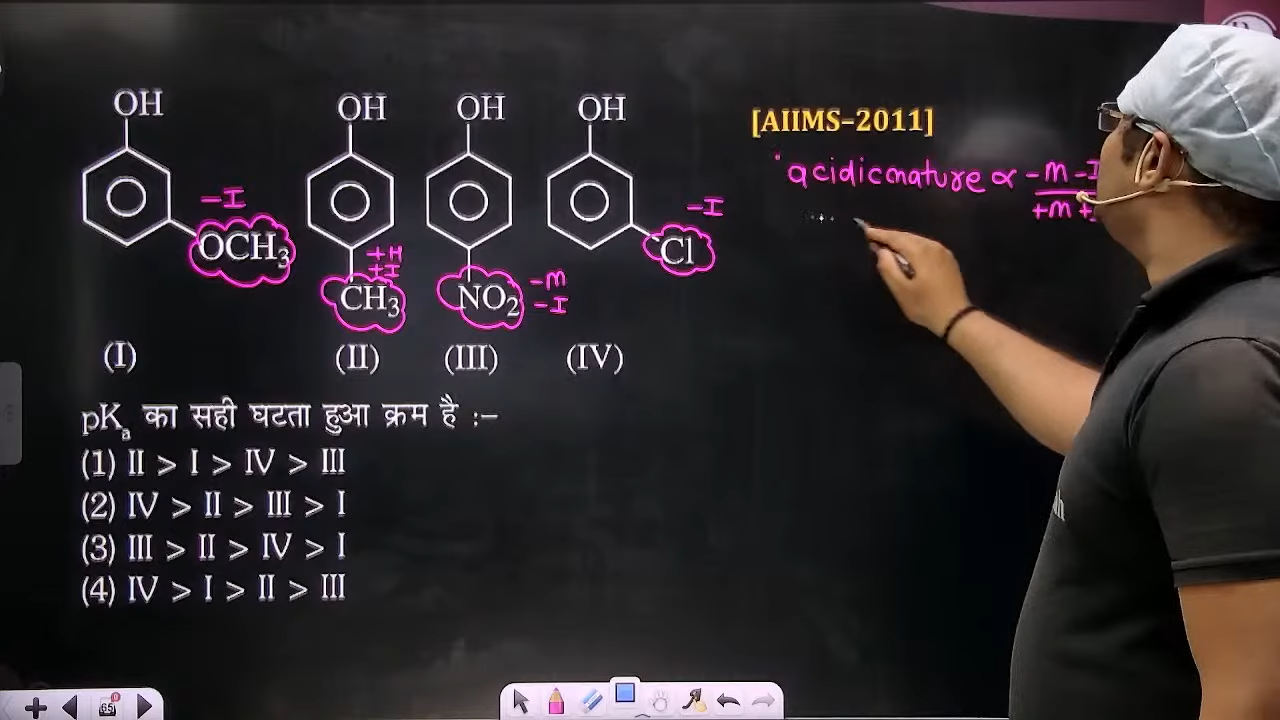 OH OH OH OH
[AIIMS–2011]
acidicnature ∝ -m -I
+m +
-I
-I
OCH₃
+H
+I
CH₃
NO₂
-m
-I
Cl
(I) (II) (III) (IV)
pKₐ का सही घटता हुआ क्रम है :–
(1) II > I > IV > III
(2) IV > II > III > I
(3) III > II > IV > I
(4) IV > I > II > III
65